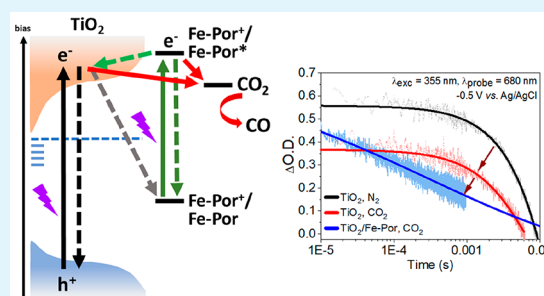 bias
TiO₂
e⁻
h⁺
e⁻
Fe-Por⁺/
Fe-Por*
CO₂
CO
Fe-Por⁺/
Fe-Por
λexc = 355 nm, λprobe = 680 nm
-0.5 V vs. Ag/AgCl
ΔO.D.
0.7
0.6
0.5
0.4
0.3
0.2
0.1
0.0
TiO₂, N₂
TiO₂, CO₂
TiO₂/Fe-Por, CO₂
1E-5
1E-4
0.001
Time (s)